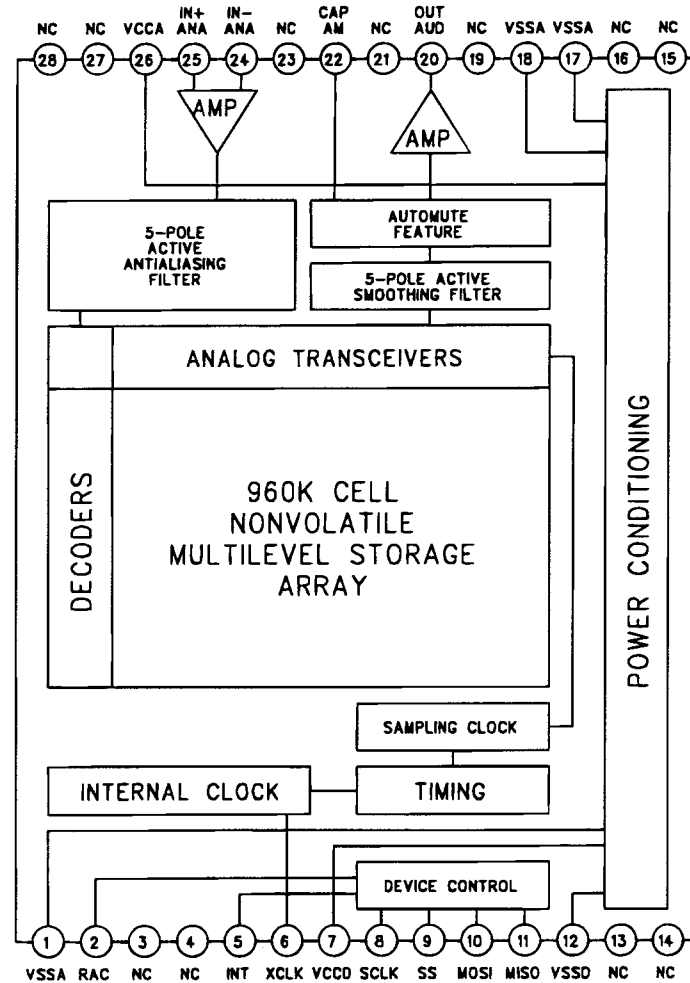 IN+ IN- CAP OUT
NC NC VCCA ANA ANA NC AM NC AUD NC VSSA VSSA NC NC
28 27 26 25 24 23 22 21 20 19 18 17 16 15
AMP
AMP
5-POLE
ACTIVE
ANTIALIASING
FILTER
AUTOMUTE
FEATURE
5-POLE ACTIVE
SMOOTHING FILTER
ANALOG TRANSCEIVERS
DECODERS
960K CELL
NONVOLATILE
MULTILEVEL STORAGE
ARRAY
POWER CONDITIONING
SAMPLING CLOCK
INTERNAL CLOCK
TIMING
DEVICE CONTROL
1 2 3 4 5 6 7 8 9 10 11 12 13 14
VSSA RAC NC NC INT XCLK VCCD SCLK SS MOSI MISO VSSD NC NC